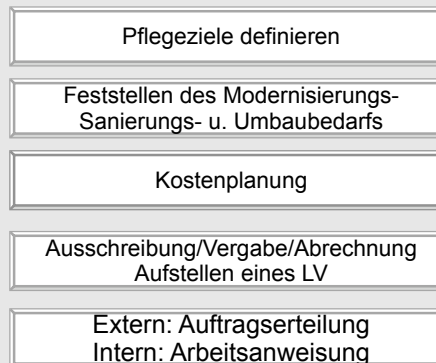 Pflegeziele definieren
Feststellen des Modernisierungs-
Sanierungs- u. Umbaubedarfs
Kostenplanung
Ausschreibung/Vergabe/Abrechnung
Aufstellen eines LV
Extern: Auftragserteilung
Intern: Arbeitsanweisung